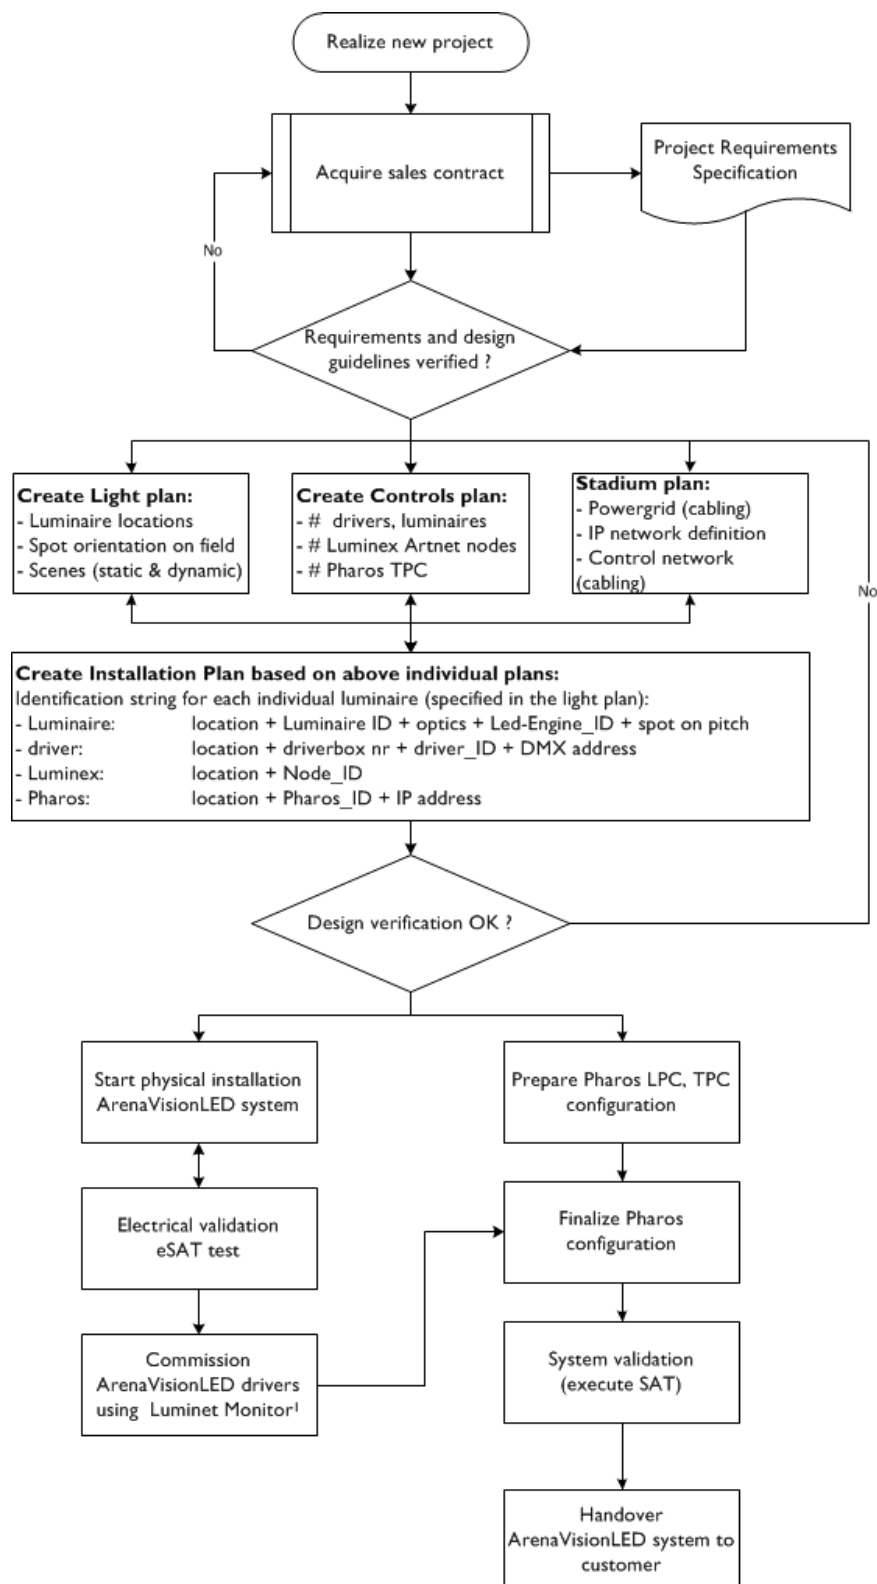 Realize new project
Acquire sales contract
Project Requirements
Specification
No
Requirements and design
guidelines verified ?
Create Light plan:
- Luminaire locations
- Spot orientation on field
- Scenes (static & dynamic)
Create Controls plan:
- # drivers, luminaires
- # Luminex Artnet nodes
- # Pharos TPC
Stadium plan:
- Powergrid (cabling)
- IP network definition
- Control network
(cabling)
No
Create Installation Plan based on above individual plans:
Identification string for each individual luminaire (specified in the light plan):
- Luminaire: location + Luminaire ID + optics + Led-Engine_ID + spot on pitch
- driver: location + driverbox nr + driver_ID + DMX address
- Luminex: location + Node_ID
- Pharos: location + Pharos_ID + IP address
Design verification OK ?
Start physical installation
ArenaVisionLED system
Prepare Pharos LPC, TPC
configuration
Electrical validation
eSAT test
Finalize Pharos
configuration
Commission
ArenaVisionLED drivers
using Luminet Monitor¹
System validation
(execute SAT)
Handover
ArenaVisionLED system to
customer